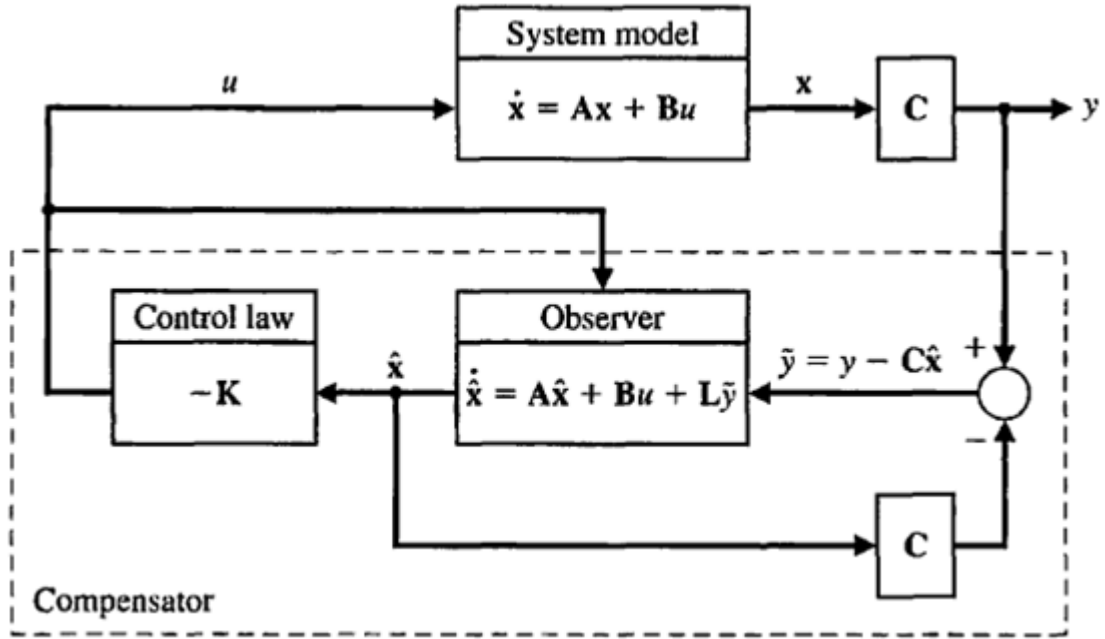 System model
u
ẋ = Ax + Bu
x
C
y
Control law
Observer
~K
x̂
x̂̇ = Ax̂ + Bu + Lỹ
ỹ = y − Cx̂
+
−
C
Compensator